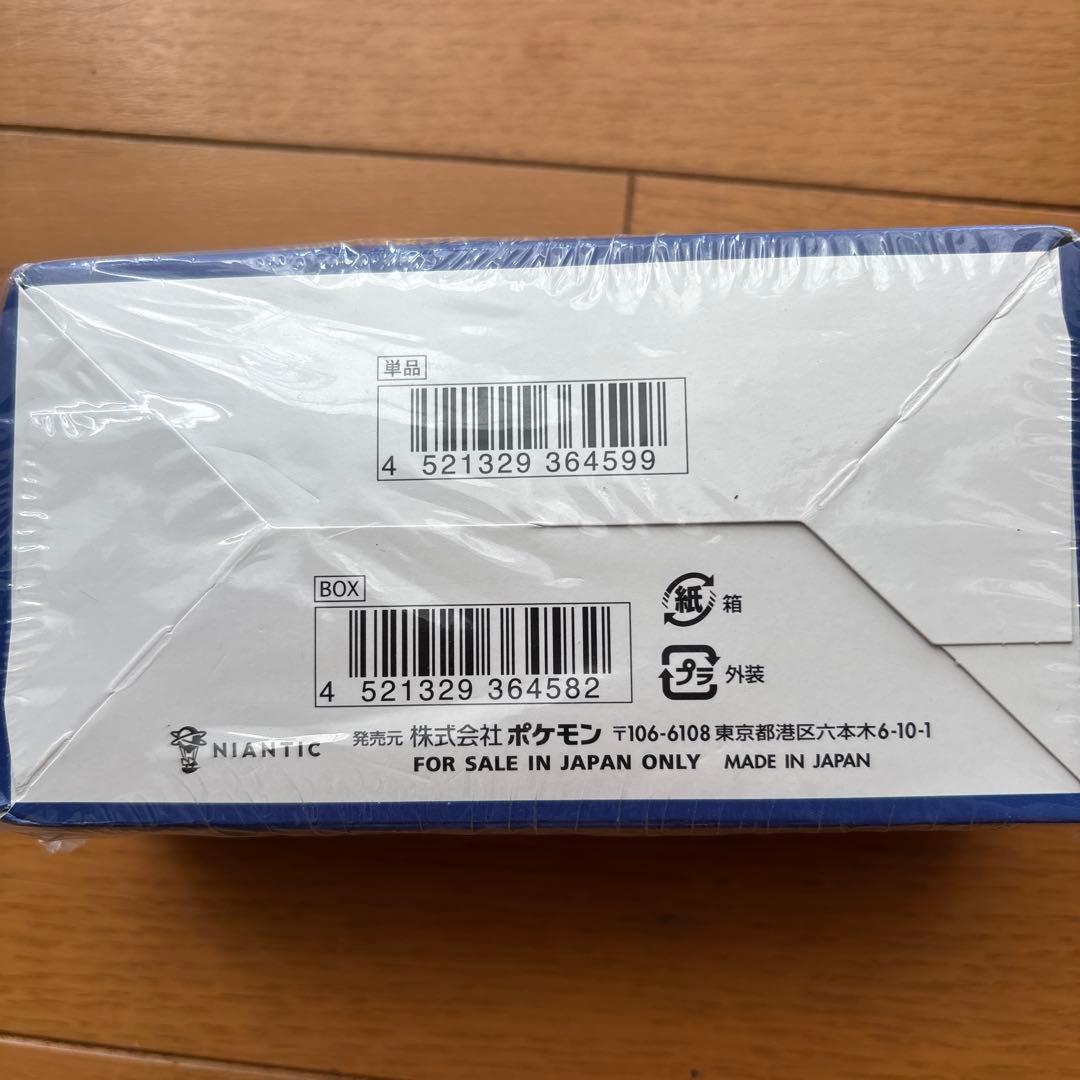 単品
4 521329 364599
BOX
4 521329 364582
紙 箱
プラ 外装
NIANTIC
発売元 株式会社 ポケモン 〒106-6108 東京都港区六本木6-10-1
FOR SALE IN JAPAN ONLY MADE IN JAPAN